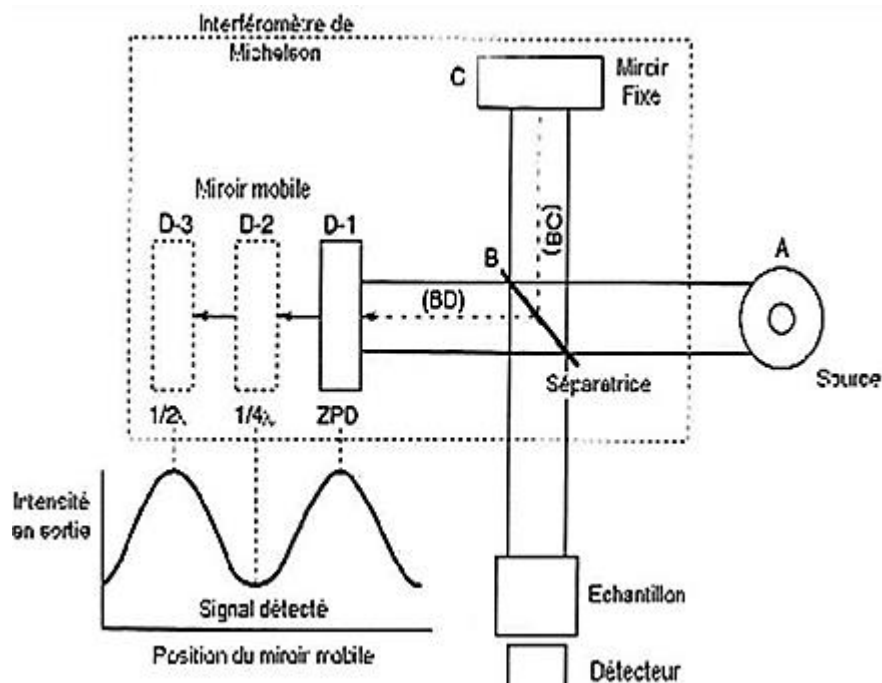 Interféromètre de
Michelson
C
Miroir
Fixe
Miroir mobile
D-3
D-2
D-1
(BC)
B
A
(BD)
Séparatrice
Source
1/2λ
1/4λ
ZPD
Intensité
en sortie
Signal détecté
Echantillon
Position du miroir mobile
Détecteur